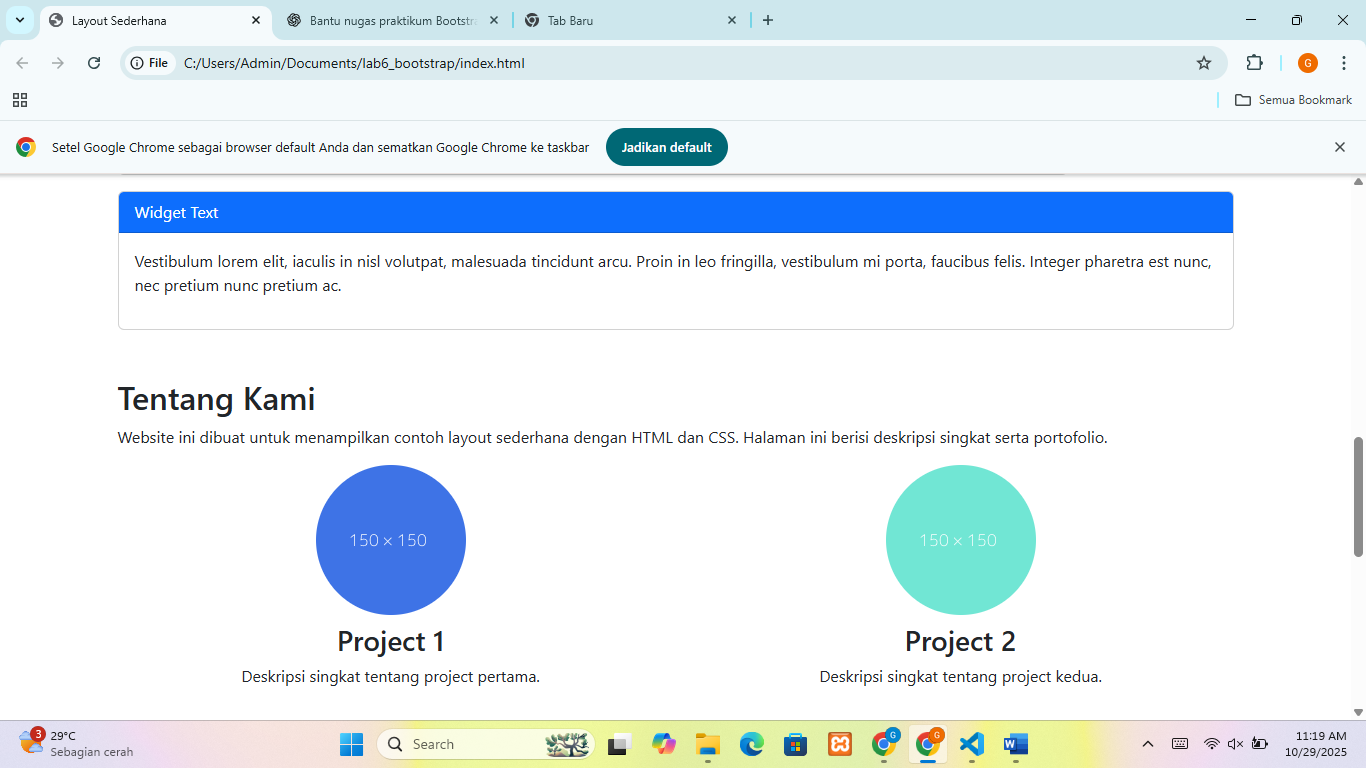 Layout Sederhana
Bantu nugas praktikum Bootstra
Tab Baru
File
C:/Users/Admin/Documents/lab6_bootstrap/index.html
G
Semua Bookmark
Setel Google Chrome sebagai browser default Anda dan sematkan Google Chrome ke taskbar
Jadikan default
Widget Text
Vestibulum lorem elit, iaculis in nisl volutpat, malesuada tincidunt arcu. Proin in leo fringilla, vestibulum mi porta, faucibus felis. Integer pharetra est nunc,
nec pretium nunc pretium ac.
Tentang Kami
Website ini dibuat untuk menampilkan contoh layout sederhana dengan HTML dan CSS. Halaman ini berisi deskripsi singkat serta portofolio.
150 × 150
150 × 150
Project 1
Project 2
Deskripsi singkat tentang project pertama.
Deskripsi singkat tentang project kedua.
3
29°C
Sebagian cerah
Search
G
G
W
11:19 AM
10/29/2025